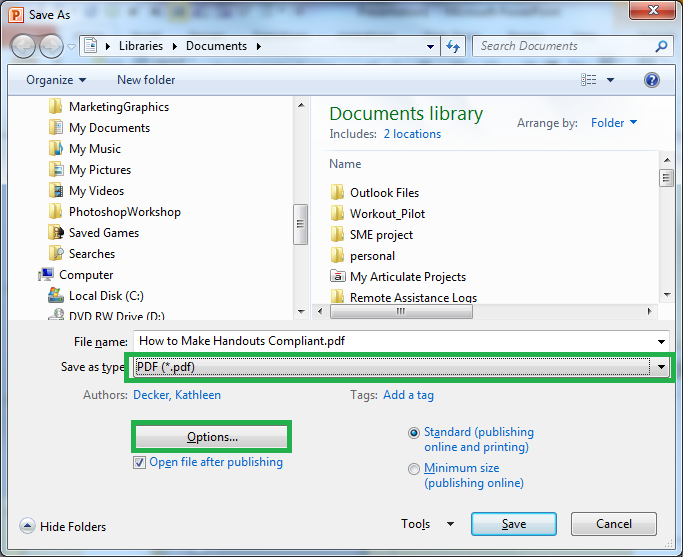 Save As
Libraries Documents
Search Documents
Organize New folder
MarketingGraphics
My Documents
My Music
My Pictures
My Videos
PhotoshopWorkshop
Saved Games
Searches
Computer
Local Disk (C:)
DVD RW Drive (D:)
Documents library
Includes: 2 locations
Arrange by: Folder
Name
Outlook Files
Workout_Pilot
SME project
personal
My Articulate Projects
Remote Assistance Logs
File name: How to Make Handouts Compliant.pdf
Save as type: PDF (*.pdf)
Authors: Decker, Kathleen Tags: Add a tag
Options...
Open file after publishing
Standard (publishing
online and printing)
Minimum size
(publishing online)
Hide Folders
Tools Save Cancel